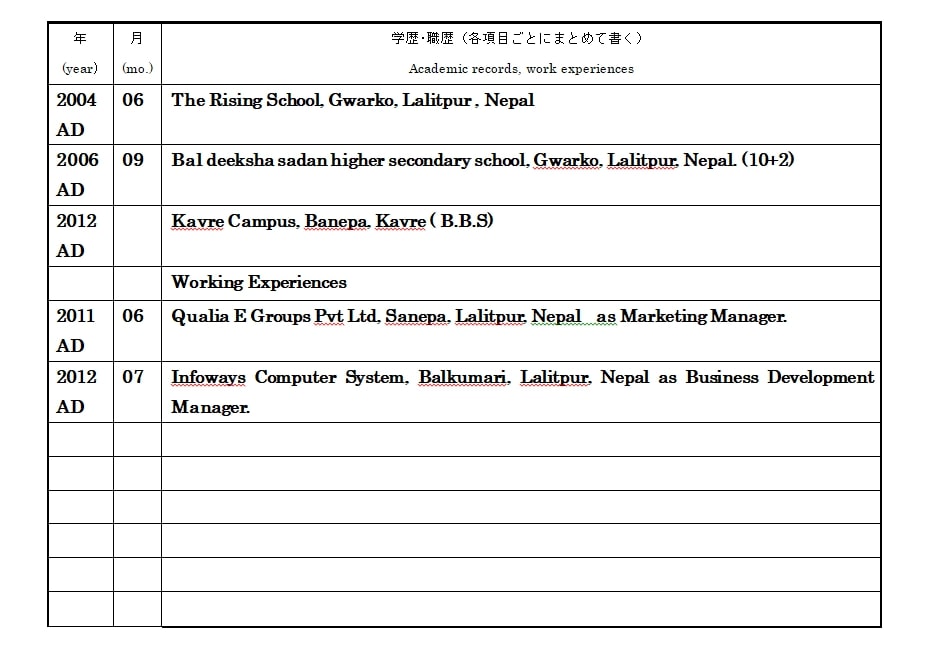 年 月 学歴・職歴（各項目ごとにまとめて書く）
(year) (mo.) Academic records, work experiences
2004 06 The Rising School, Gwarko, Lalitpur , Nepal
AD
2006 09 Bal deeksha sadan higher secondary school, Gwarko, Lalitpur, Nepal. (10+2)
AD
2012 Kavre Campus, Banepa, Kavre ( B.B.S)
AD
Working Experiences
2011 06 Qualia E Groups Pvt Ltd, Sanepa, Lalitpur, Nepal as Marketing Manager.
AD
2012 07 Infoways Computer System, Balkumari, Lalitpur, Nepal as Business Development
AD Manager.